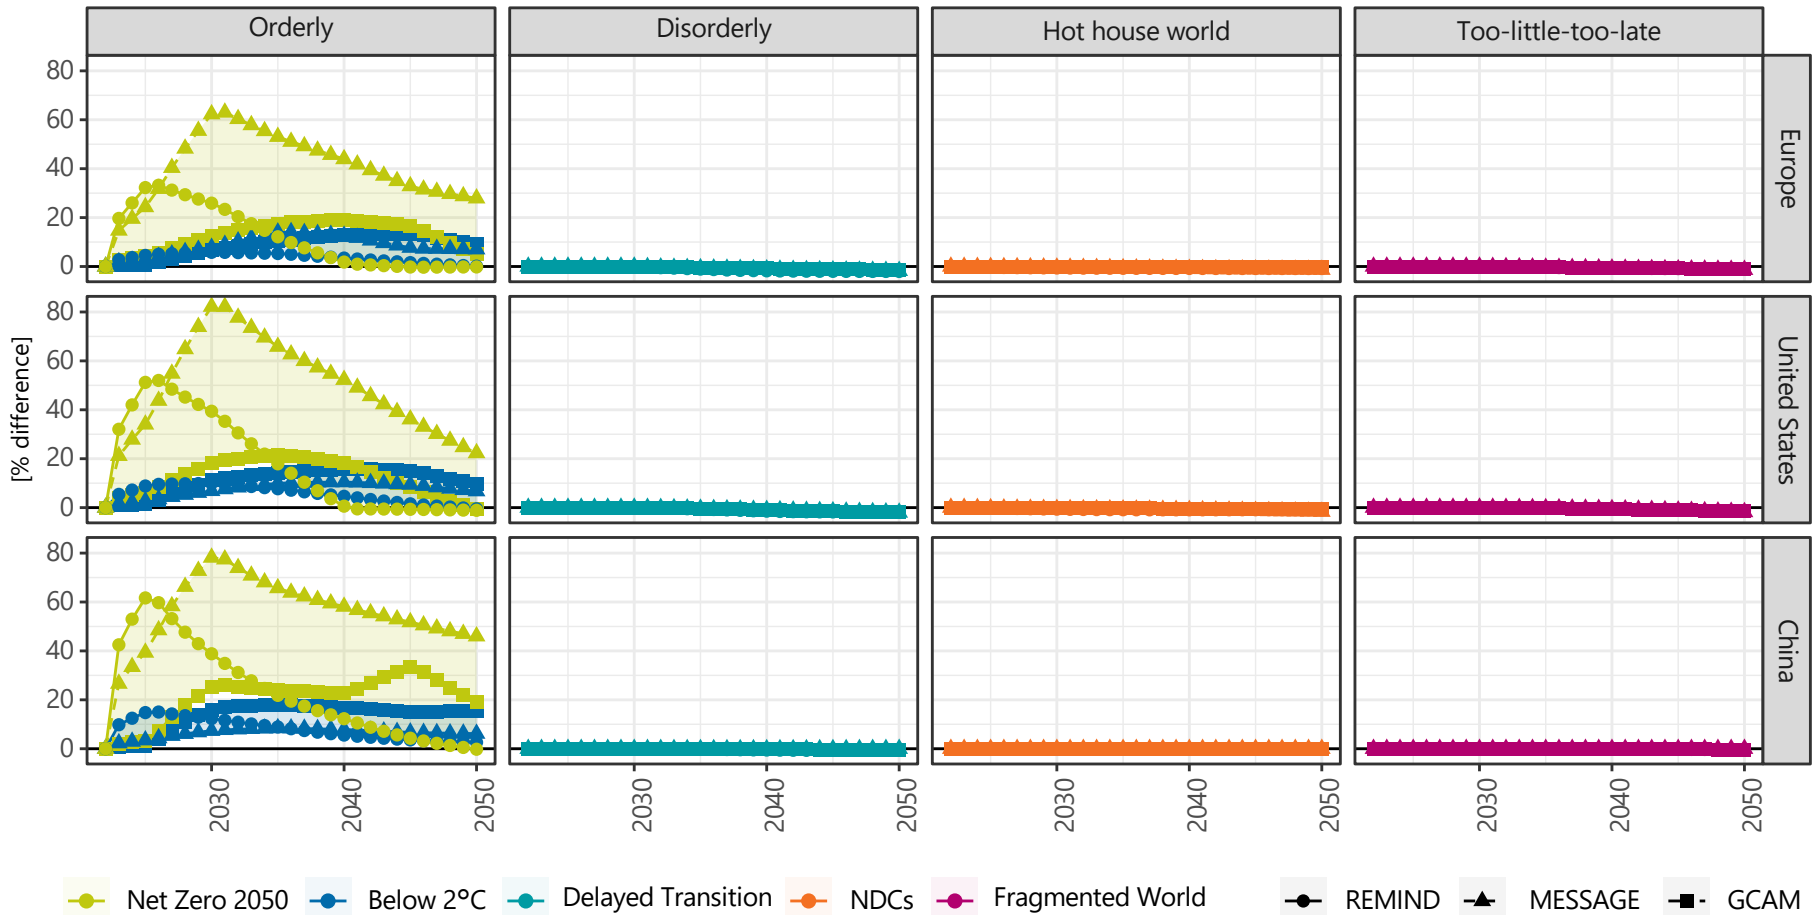 Orderly
Disorderly
Hot house world
Too-little-too-late
80
60
40
20
0
Europe
80
60
40
20
0
United States
[% difference]
80
60
40
20
0
China
2030
2040
2050
2030
2040
2050
2030
2040
2050
2030
2040
2050
Net Zero 2050
Below 2ºC
Delayed Transition
NDCs
Fragmented World
REMIND
MESSAGE
GCAM